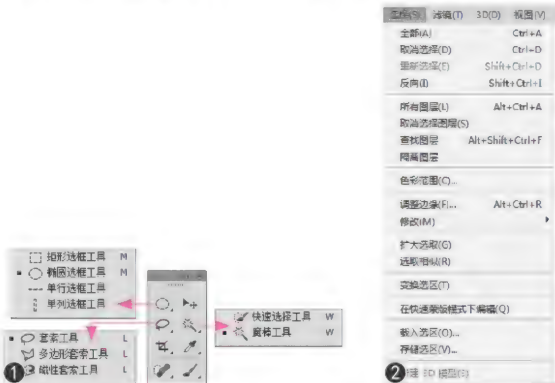 矩形选框工具 M
椭圆选框工具 M
单行选框工具
单列选框工具
套索工具 L
多边形套索工具 L
磁性套索工具 L
快速选择工具 W
魔棒工具 W
1
滤镜(T) 3D(D) 视图(V)
全部(A) Ctrl+A
取消选择(D) Ctrl+D
重新选择(E) Shift+Ctrl+D
反向(I) Shift+Ctrl+I
所有图层(L) Alt+Ctrl+A
取消选择图层(S)
查找图层 Alt+Shift+Ctrl+F
隔离图层
色彩范围(C)...
调整边缘(F)... Alt+Ctrl+R
修改(M)
扩大选取(G)
选取相似(R)
变换选区(T)
在快速蒙版模式下编辑(Q)
载入选区(O)...
存储选区(V)...
2
3D 模型(3)